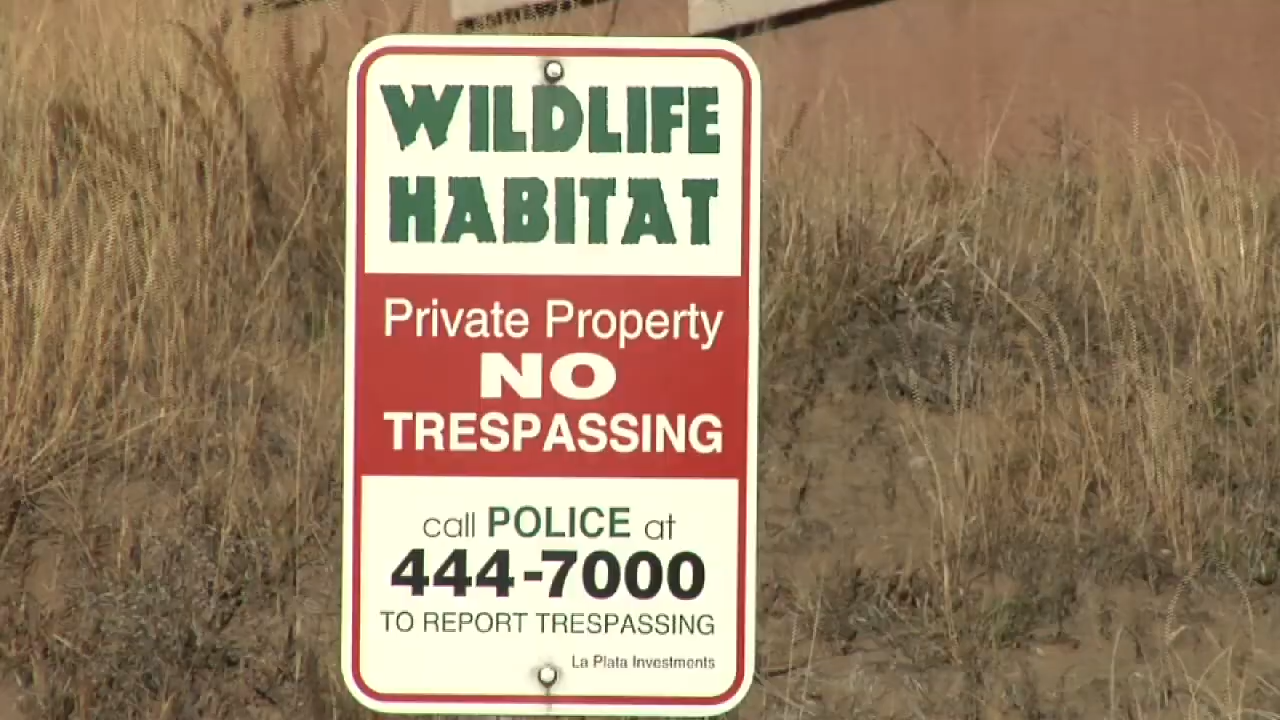 WILDLIFE
HABITAT
Private Property
NO
TRESPASSING
call POLICE at
444-7000
TO REPORT TRESPASSING
La Plata Investments